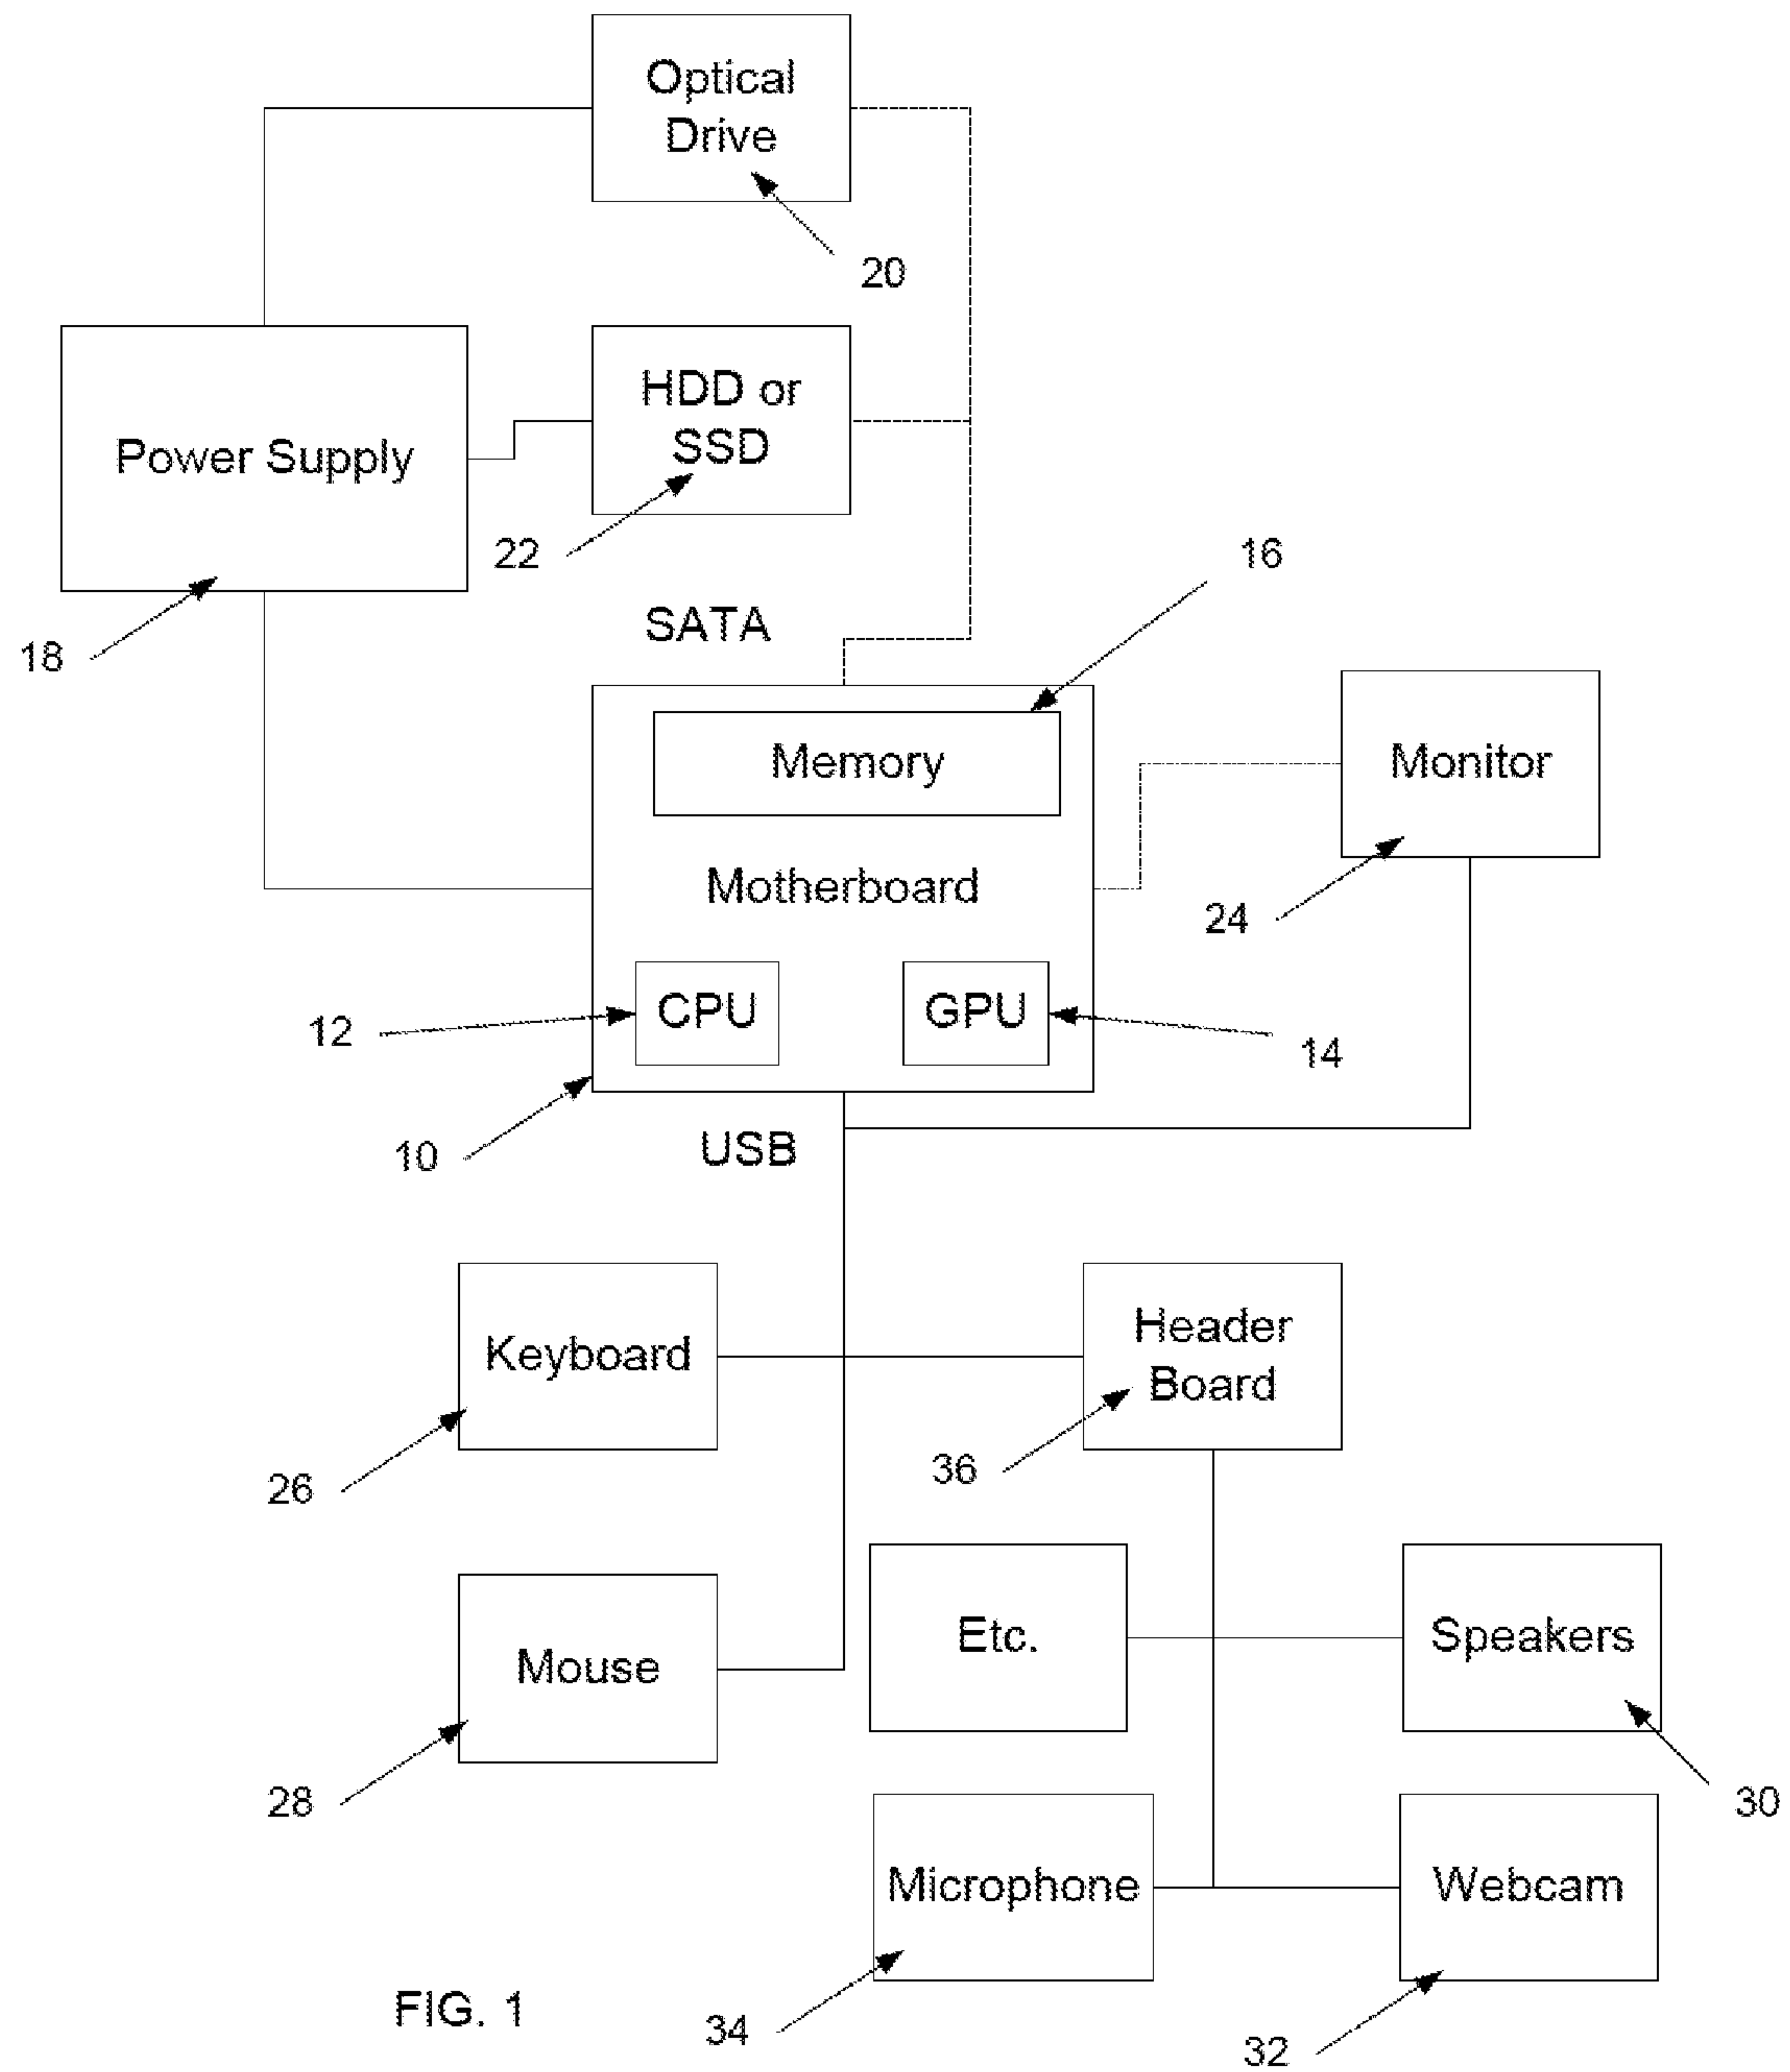 Optical
Drive
20
HDD or
SSD
Power Supply
22
16
18
SATA
Memory
Monitor
Motherboard
24
CPU
GPU
12
14
10
USB
Header
Board
Keyboard
36
26
Etc.
Speakers
Mouse
28
30
Microphone
Webcam
FIG. 1
34
32